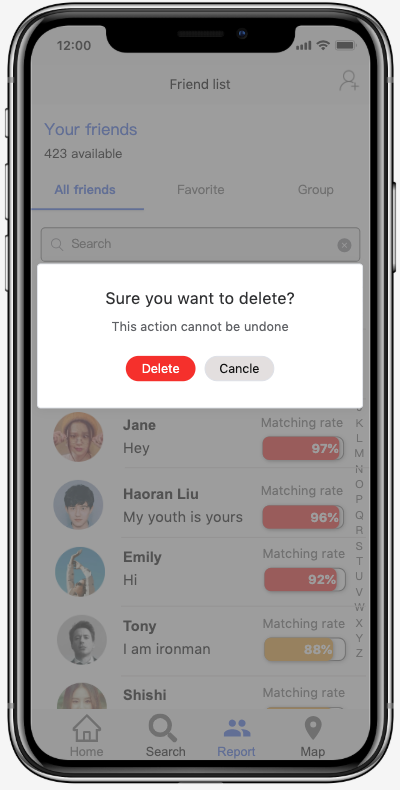 12:00
Friend list
Your friends
423 available
All friends
Favorite
Group
Search
Sure you want to delete?
This action cannot be undone
Delete
Cancle
Jane
Matching rate
Hey
97%
Haoran Liu
Matching rate
My youth is yours
96%
Emily
Matching rate
Hi
92%
Tony
Matching rate
I am ironman
88%
Shishi
Matching rate
K
L
M
N
O
P
Q
R
S
T
U
V
W
X
Y
Z
Home
Search
Report
Map